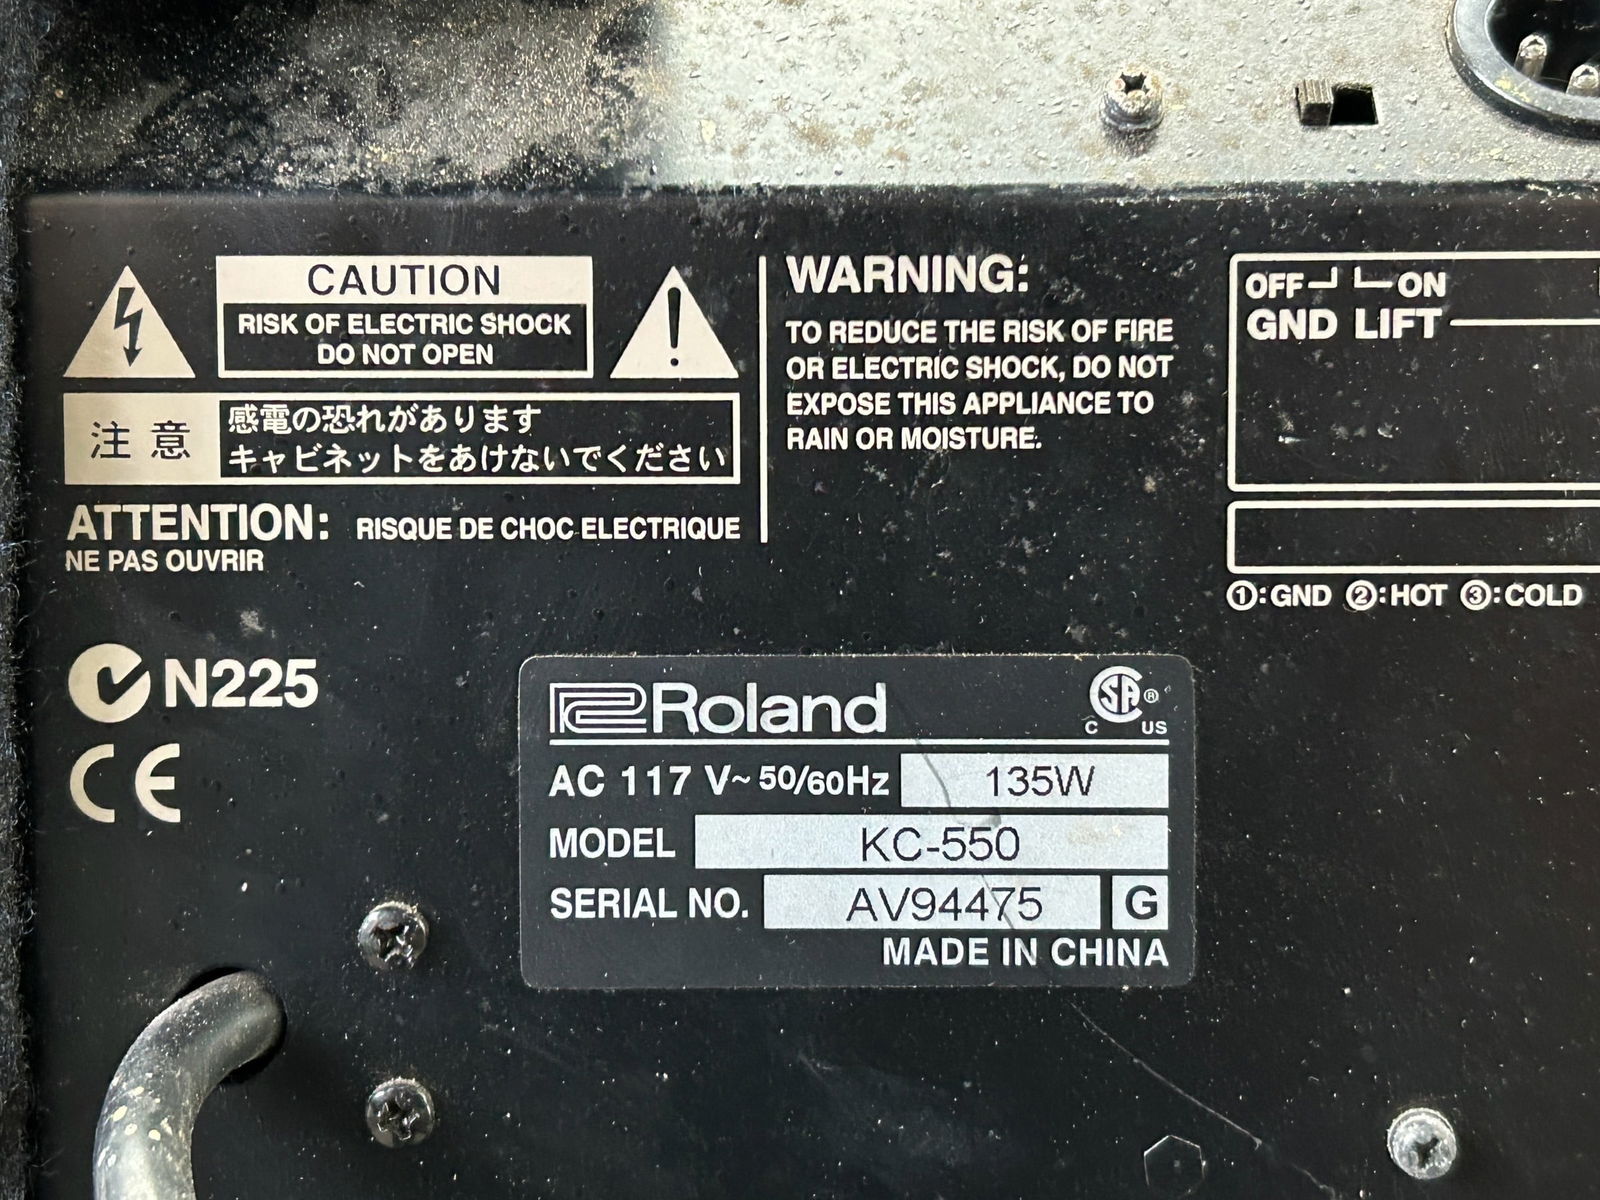 CAUTION
RISK OF ELECTRIC SHOCK
DO NOT OPEN
注意
感電の恐れがあります
キャビネットをあけないでください
ATTENTION: RISQUE DE CHOC ELECTRIQUE
NE PAS OUVRIR
WARNING:
TO REDUCE THE RISK OF FIRE
OR ELECTRIC SHOCK, DO NOT
EXPOSE THIS APPLIANCE TO
RAIN OR MOISTURE.
OFF ON
GND LIFT
①:GND ②:HOT ③:COLD
N225
CE
Roland
SA ®
C US
AC 117 V~ 50/60Hz 135W
MODEL KC-550
SERIAL NO. AV94475 G
MADE IN CHINA